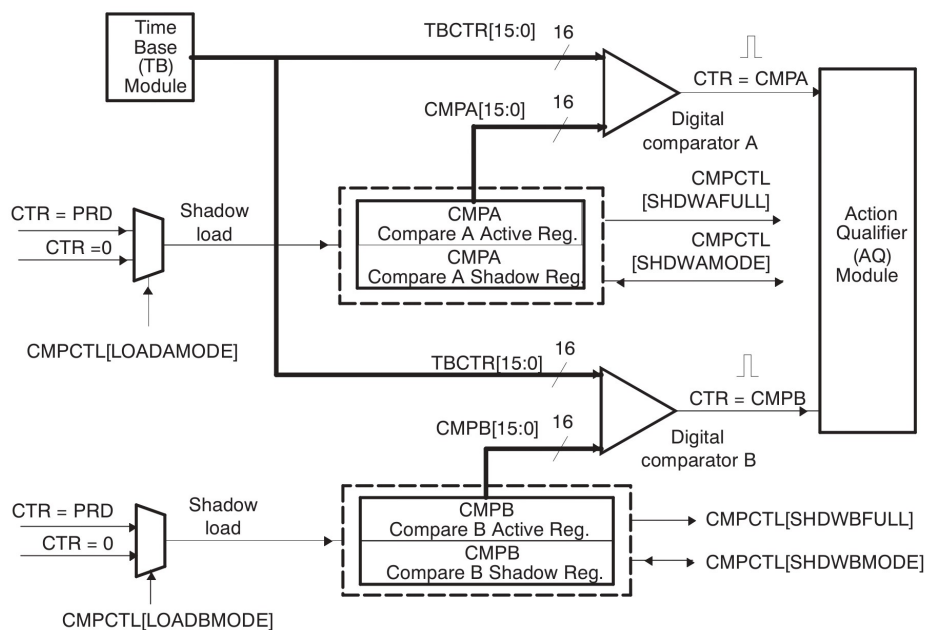 Time
Base
(TB)
Module
TBCTR[15:0] 16
CTR = CMPA
CMPA[15:0] 16
Digital
comparator A
CMPCTL
[SHDWAFULL]
CTR = PRD
CTR =0
Shadow
load
CMPA
Compare A Active Reg.
CMPA
Compare A Shadow Reg.
CMPCTL
[SHDWAMODE]
Action
Qualifier
(AQ)
Module
CMPCTL[LOADAMODE]
TBCTR[15:0] 16
CTR = CMPB
CMPB[15:0] 16
Digital
comparator B
CTR = PRD
CTR = 0
Shadow
load
CMPB
Compare B Active Reg.
CMPB
Compare B Shadow Reg.
CMPCTL[SHDWBFULL]
CMPCTL[SHDWBMODE]
CMPCTL[LOADBMODE]